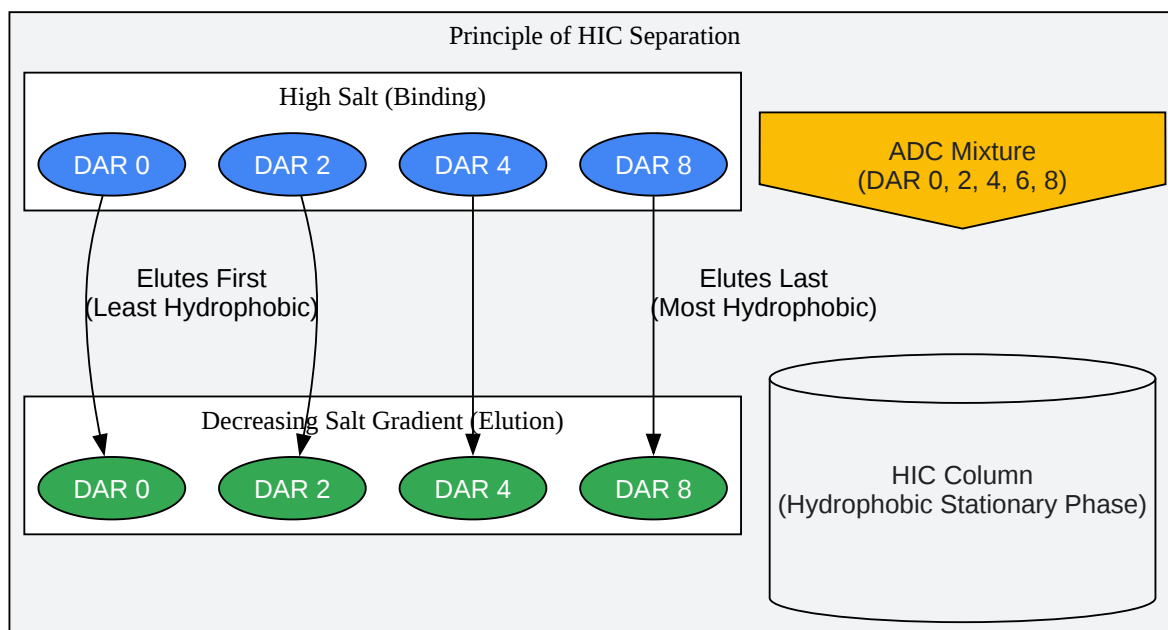 Principle of HIC Separation
High Salt (Binding)
DAR 0
DAR 2
DAR 4
DAR 8
ADC Mixture
(DAR 0, 2, 4, 6, 8)
Elutes First
(Least Hydrophobic)
Elutes Last
(Most Hydrophobic)
Decreasing Salt Gradient (Elution)
DAR 0
DAR 2
DAR 4
DAR 8
HIC Column
(Hydrophobic Stationary Phase)